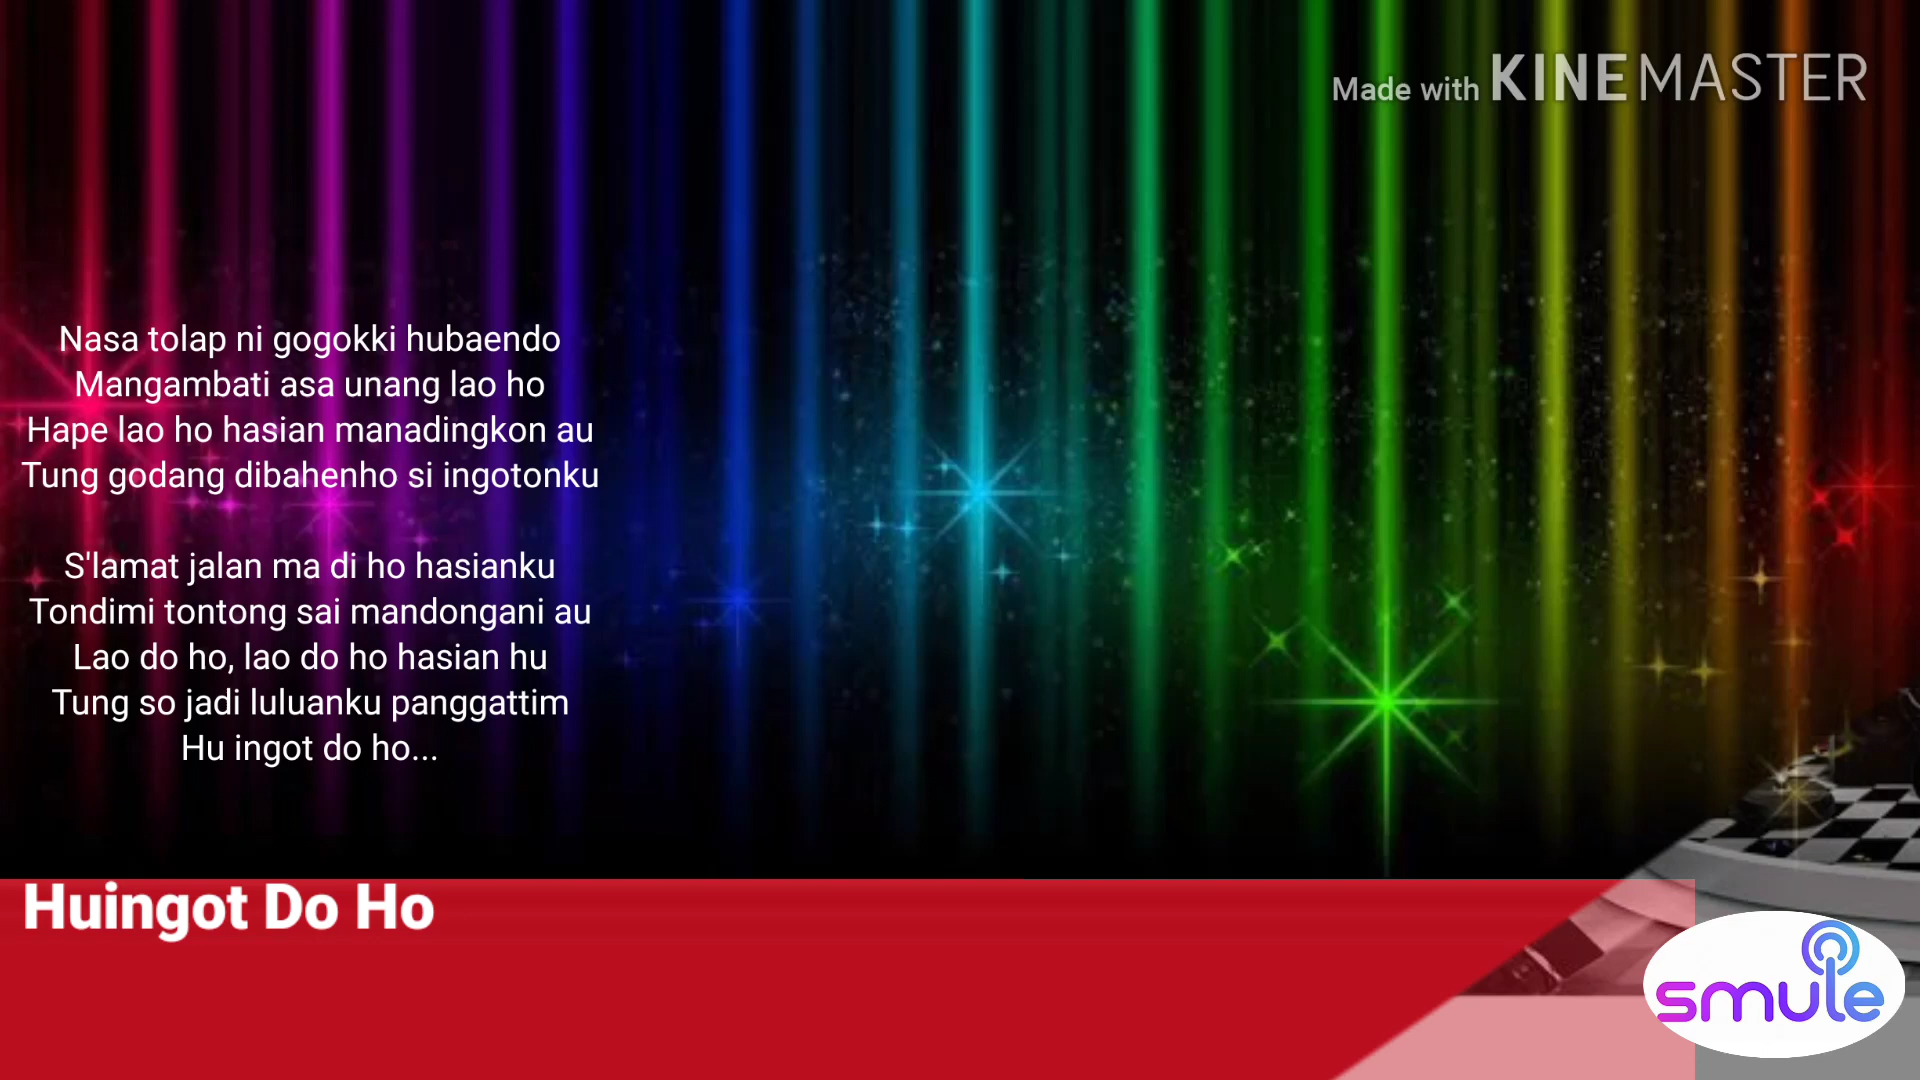 Made with KINEMASTER
Nasa tolap ni gogokki hubaendo
Mangambati asa unang lao ho
Hape lao ho hasian manadingkon au
Tung godang dibahenho si ingotonku
S'lamat jalan ma di ho hasianku
Tondimi tontong sai mandongani au
Lao do ho, lao do ho hasian hu
Tung so jadi luluanku panggattim
Hu ingot do ho...
Huingot Do Ho
smule